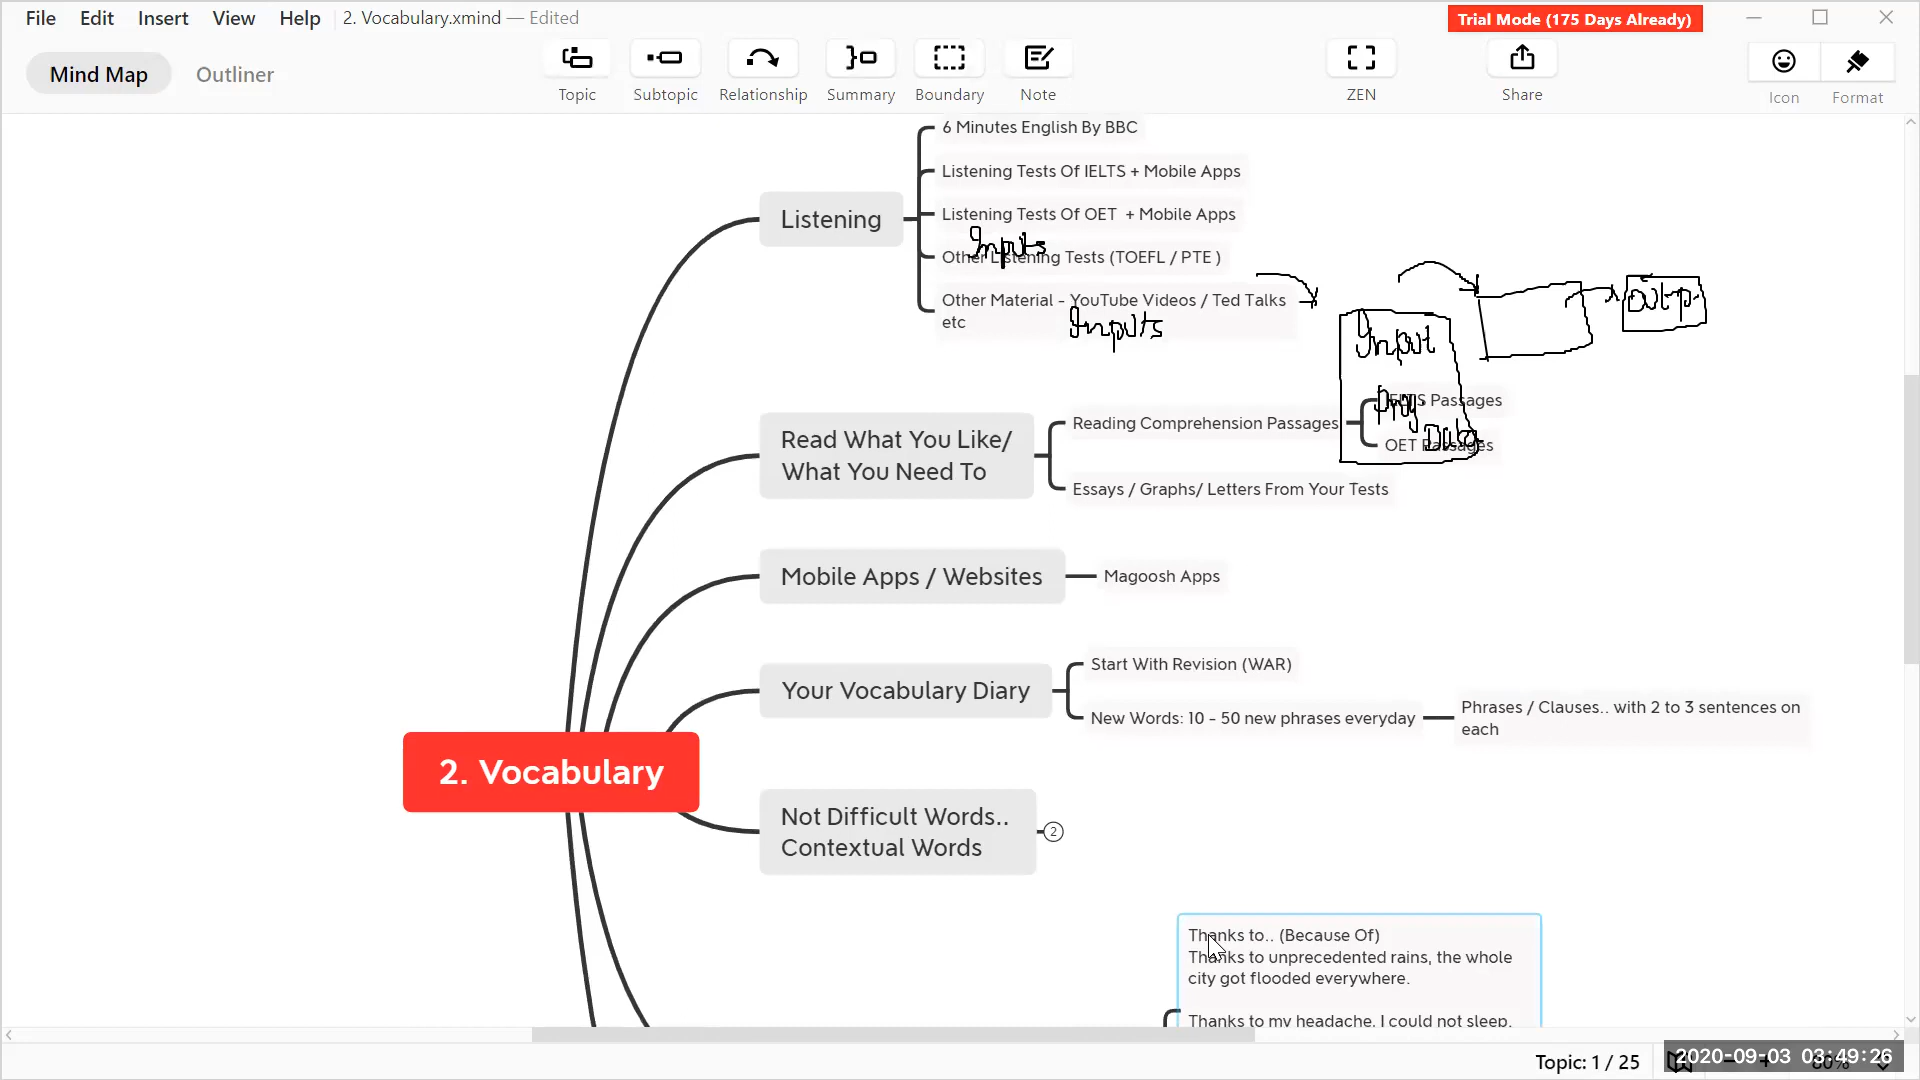 File Edit Insert View Help 2. Vocabulary.xmind — Edited
Trial Mode (175 Days Already)
Mind Map Outliner
Topic Subtopic Relationship Summary Boundary Note ZEN Share Icon Format
6 Minutes English By BBC
Listening Tests Of IELTS + Mobile Apps
Listening
Listening Tests Of OET + Mobile Apps
Inputs
Other Listening Tests (TOEFL / PTE )
Other Material - YouTube Videos / Ted Talks
etc
Inputs
Input
Outp.
Read What You Like/
What You Need To
Reading Comprehension Passages
IELTS Passages
OET Passages
Essays / Graphs/ Letters From Your Tests
Mobile Apps / Websites
Magoosh Apps
Your Vocabulary Diary
Start With Revision (WAR)
New Words: 10 - 50 new phrases everyday
Phrases / Clauses.. with 2 to 3 sentences on
each
2. Vocabulary
Not Difficult Words..
Contextual Words
2
Thanks to.. (Because Of)
Thanks to unprecedented rains, the whole
city got flooded everywhere.
Thanks to my headache, I could not sleep.
Topic: 1 / 25
2020-09-03 03:49:26
80%